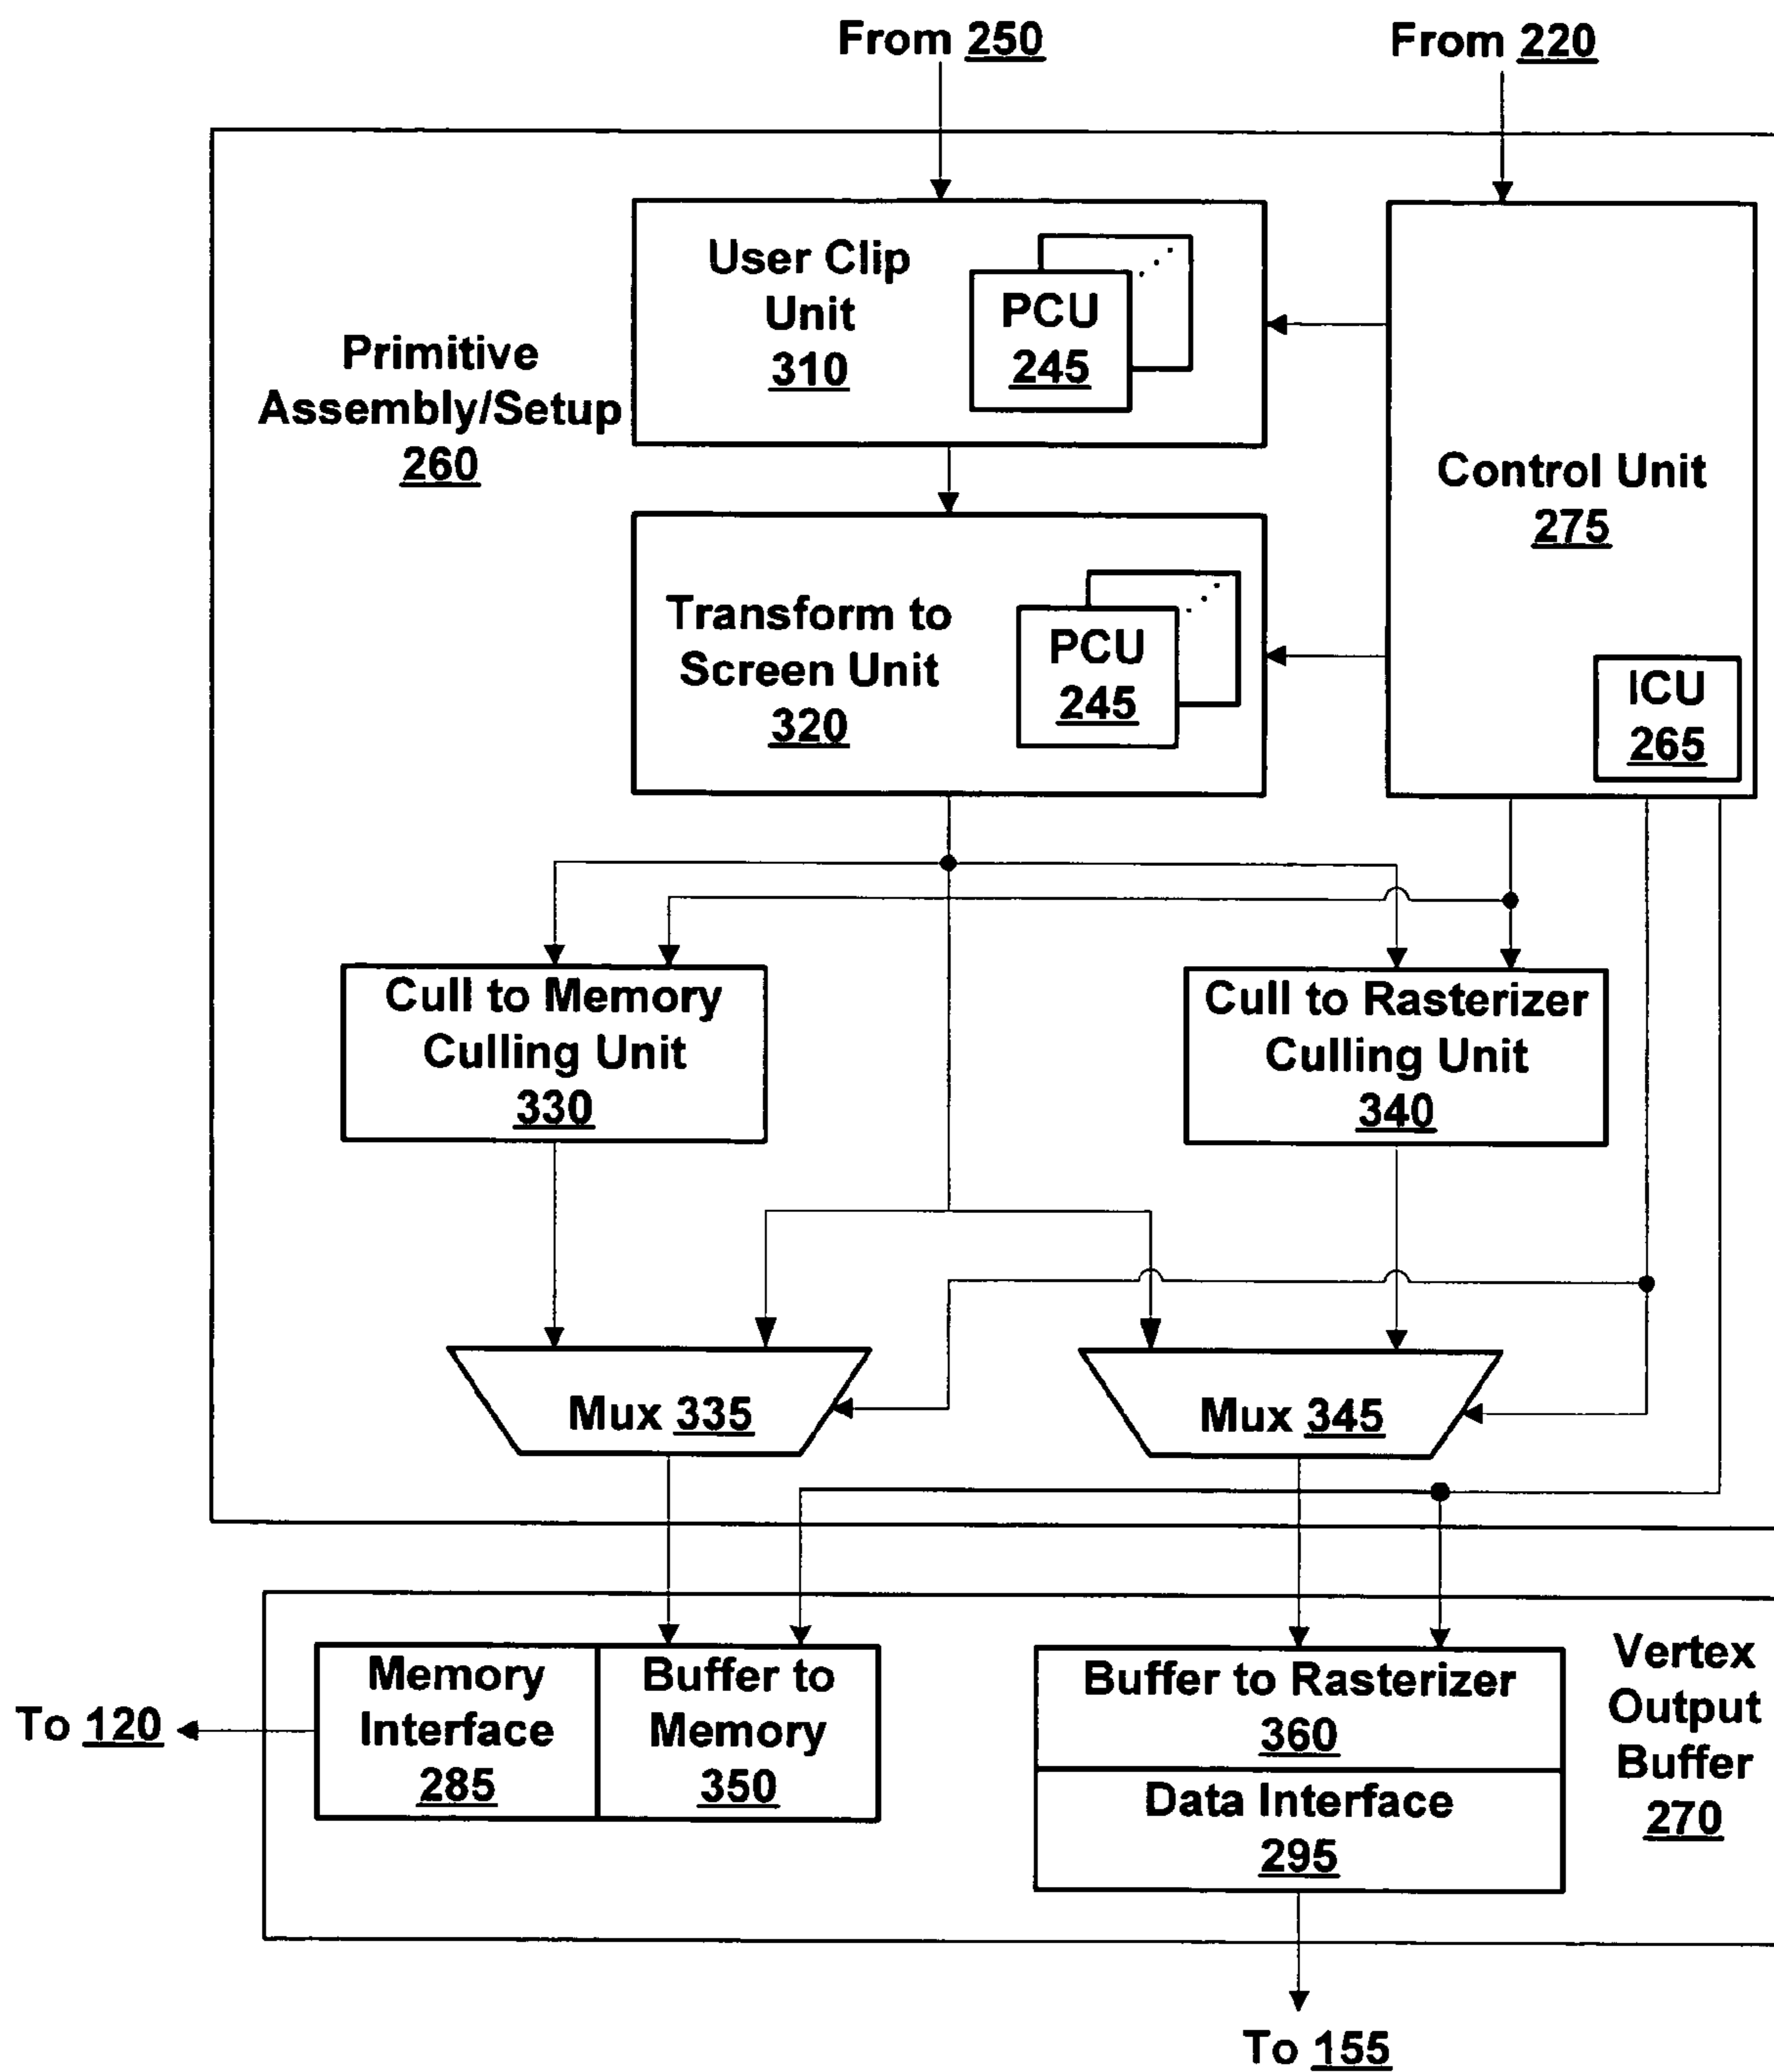 From 250
From 220
User Clip
Unit
310
PCU
245
Primitive
Assembly/Setup
260
Control Unit
275
Transform to
Screen Unit
320
PCU
245
ICU
265
Cull to Memory
Culling Unit
330
Cull to Rasterizer
Culling Unit
340
Mux 335
Mux 345
Memory
Interface
285
Buffer to
Memory
350
Buffer to Rasterizer
360
Data Interface
295
Vertex
Output
Buffer
270
To 120
To 155